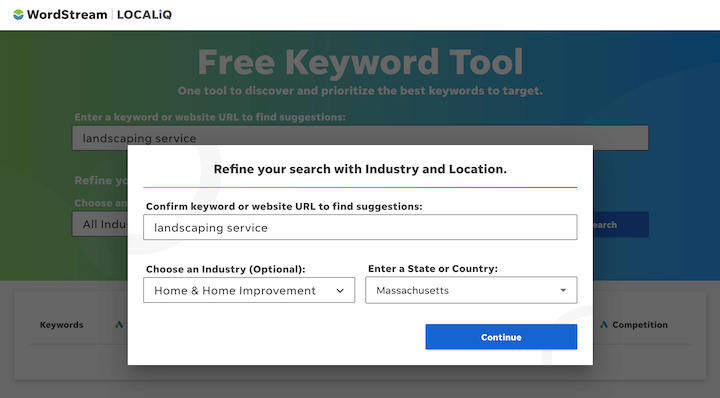 WordStream | LOCALiQ
Free Keyword Tool
One tool to discover and prioritize the best keywords to target.
Enter a keyword or website URL to find suggestions:
landscaping service
Refine your search with Industry and Location.
Refine yo
Confirm keyword or website URL to find suggestions:
Choose an
landscaping service
All Indus
earch
Choose an Industry (Optional):
Enter a State or Country:
Home & Home Improvement
Massachusetts
Keywords
Competition
Continue